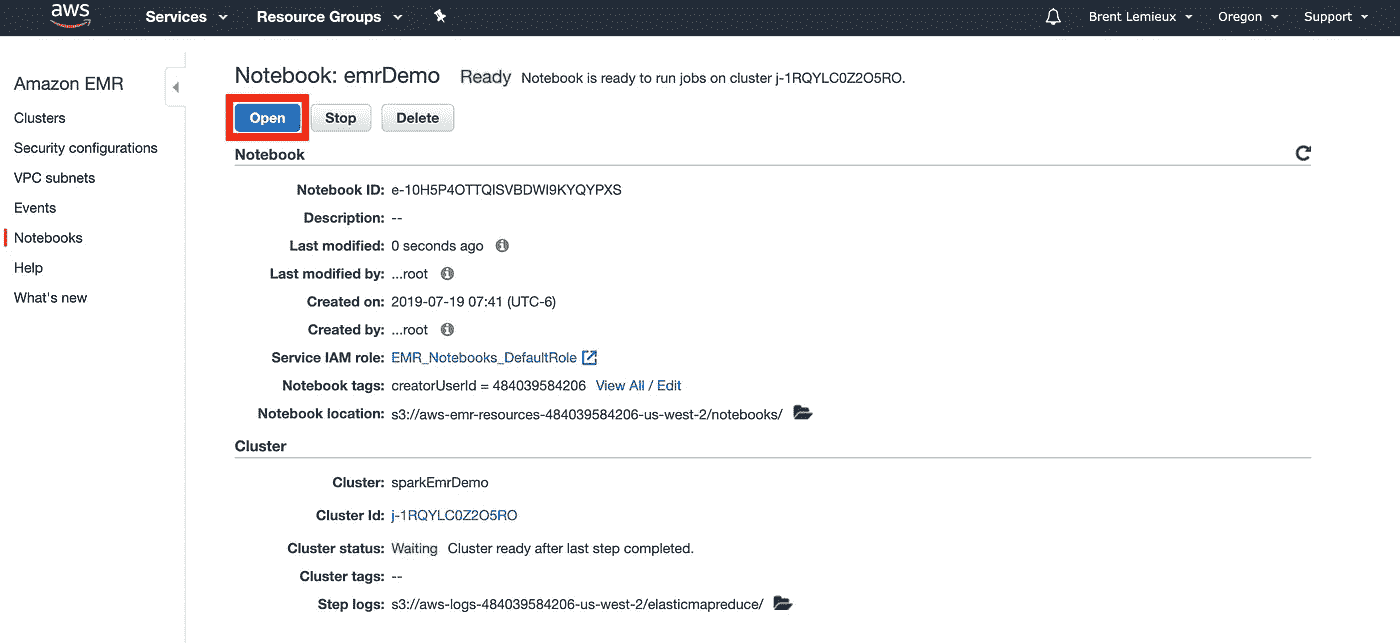 aws Services Resource Groups Brent Lemieux Oregon Support
Amazon EMR
Clusters
Security configurations
VPC subnets
Events
Notebooks
Help
What's new
Notebook: emrDemo Ready Notebook is ready to run jobs on cluster j-1RQYLC0Z2O5RO.
Open Stop Delete
Notebook
Notebook ID: e-10H5P4OTTQISVBDWI9KYQYPXS
Description: --
Last modified: 0 seconds ago
Last modified by: ...root
Created on: 2019-07-19 07:41 (UTC-6)
Created by: ...root
Service IAM role: EMR_Notebooks_DefaultRole
Notebook tags: creatorUserId = 484039584206 View All / Edit
Notebook location: s3://aws-emr-resources-484039584206-us-west-2/notebooks/
Cluster
Cluster: sparkEmrDemo
Cluster Id: j-1RQYLC0Z2O5RO
Cluster status: Waiting Cluster ready after last step completed.
Cluster tags: --
Step logs: s3://aws-logs-484039584206-us-west-2/elasticmapreduce/